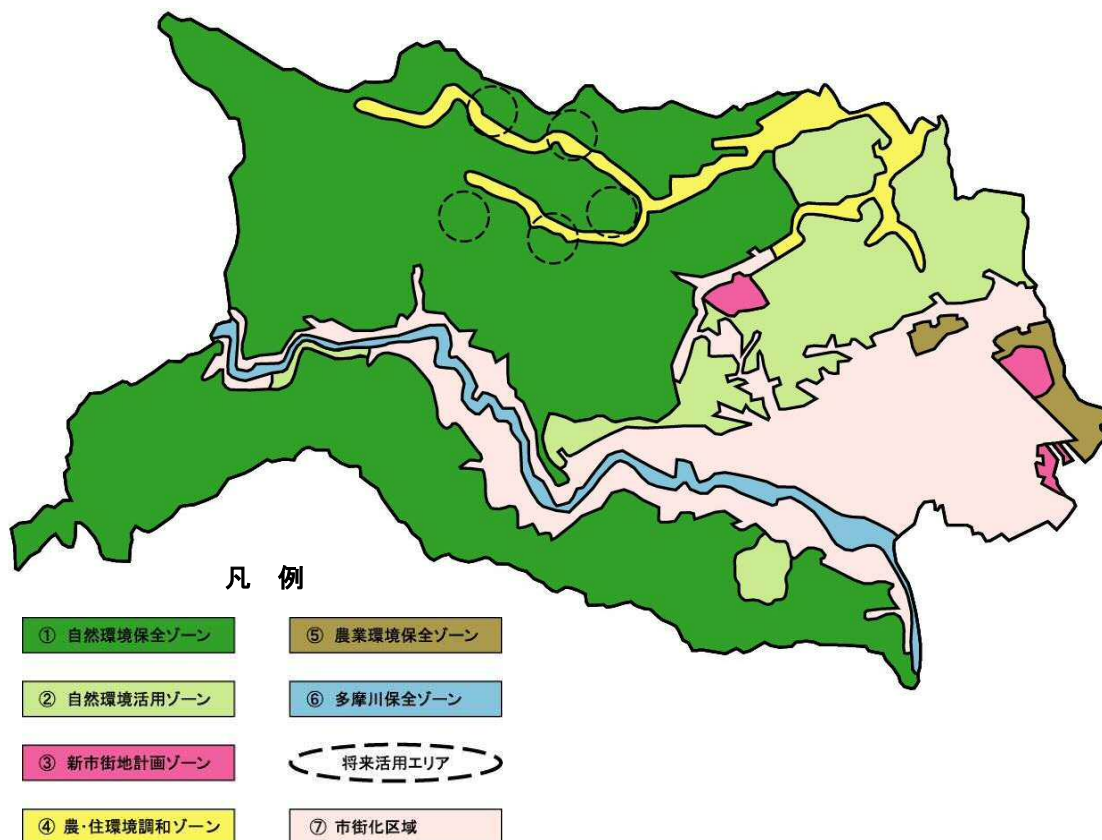 凡 例
① 自然環境保全ゾーン
② 自然環境活用ゾーン
③ 新市街地計画ゾーン
④ 農・住環境調和ゾーン
⑤ 農業環境保全ゾーン
⑥ 多摩川保全ゾーン
将来活用エリア
⑦ 市街化区域